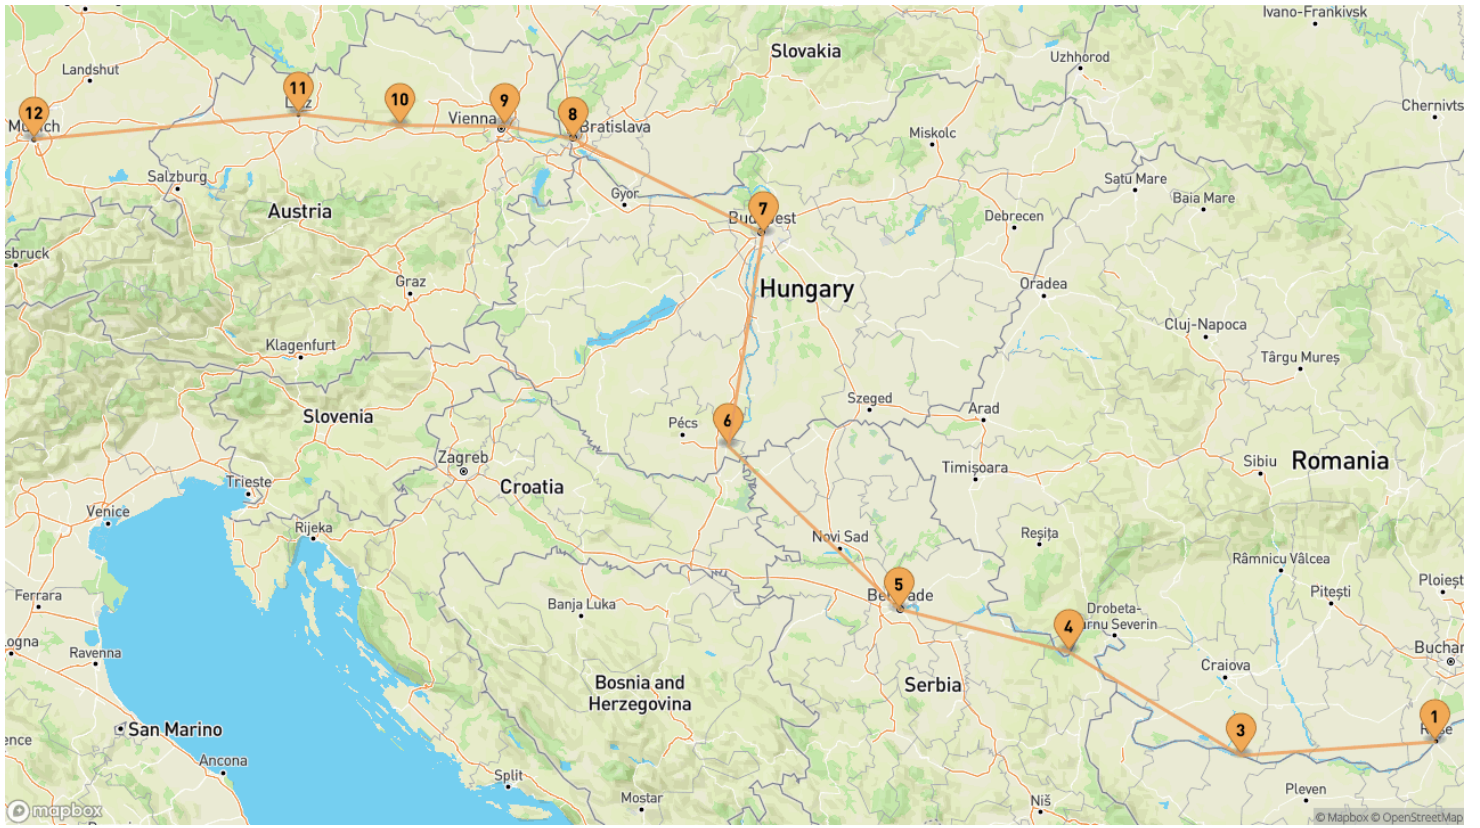 Ivano-Frankivsk
Slovakia
Uzhhorod
Landshut
11
12
10
9
8
Chernivts
Vienna
Bratislava
Miskolc
Salzburg
Satu Mare
Baia Mare
Gyor
7
Austria
Debrecen
sbruck
Graz
Oradea
Hungary
Cluj-Napoca
Klagenfurt
Târgu Mureș
Szeged
Arad
Slovenia
6
Pécs
Zagreb
Timișoara
Sibiu
Romania
Trieste
Croatia
Venice
Rijeka
Novi Sad
Reșița
Râmnicu Vâlcea
5
Ploiești
Ferrara
Banja Luka
Pitești
Drobeta-
4
rnu Severin
ogna
Ravenna
Buchar
Craiova
Bosnia and
Herzegovina
Serbia
1
3
San Marino
ence
Ancona
Split
Pleven
Mostar
Niš
mapbox
© Mapbox © OpenStreetMap